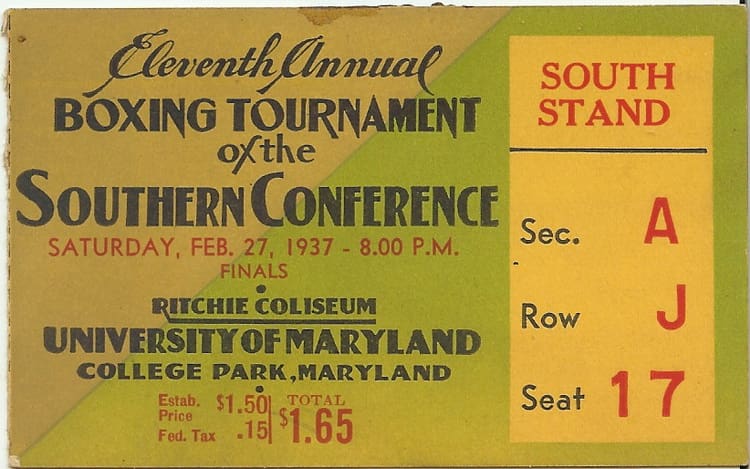 Eleventh Annual
BOXING TOURNAMENT
of the
SOUTHERN CONFERENCE
SATURDAY, FEB. 27, 1937 - 8.00 P.M.
FINALS
RITCHIE COLISEUM
UNIVERSITY OF MARYLAND
COLLEGE PARK, MARYLAND
Estab. Price $1.50
Fed. Tax .15
TOTAL
$1.65
SOUTH
STAND
Sec. A
Row J
Seat 17